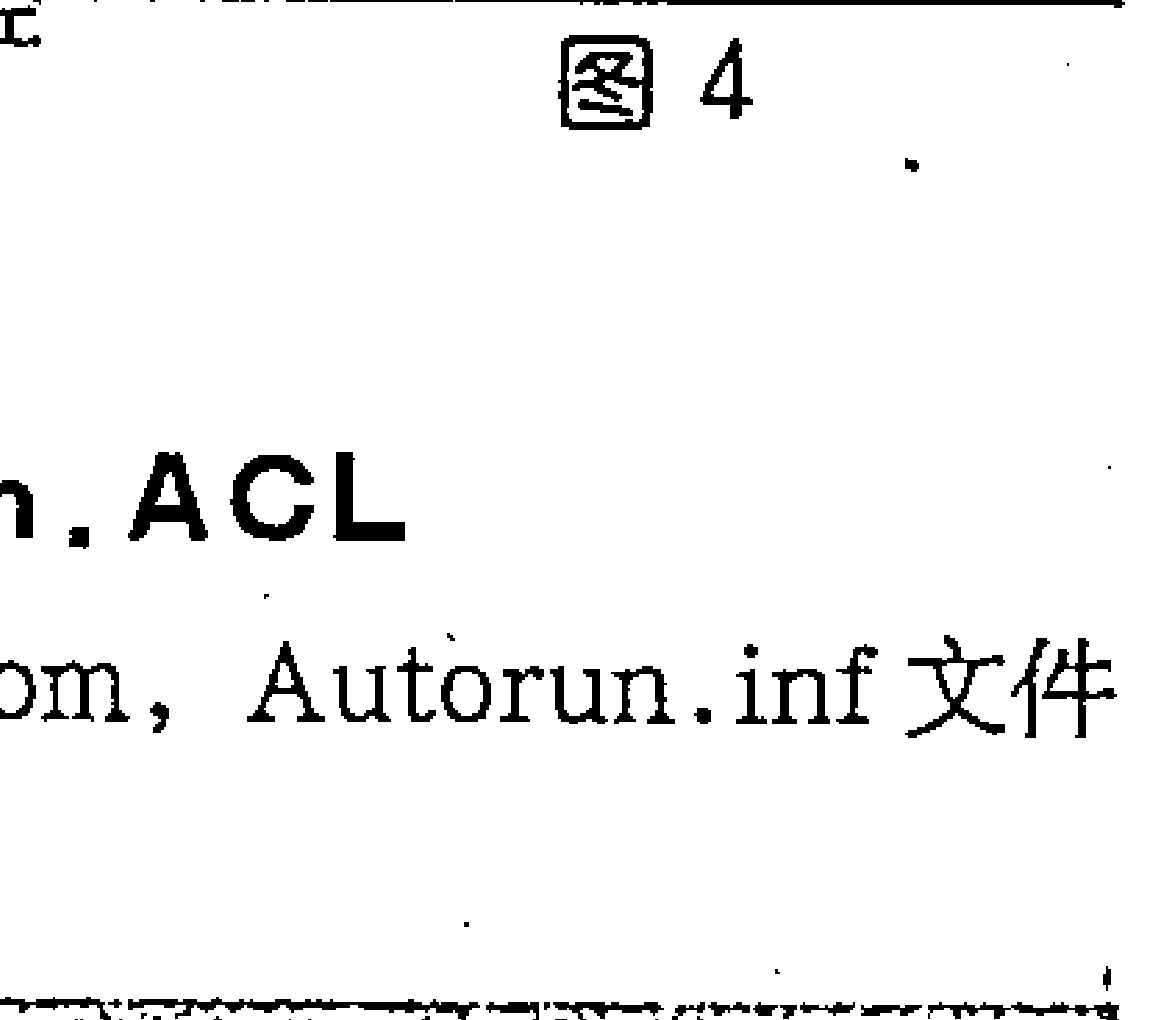 图 4
n.ACL
om, Autorun.inf 文件